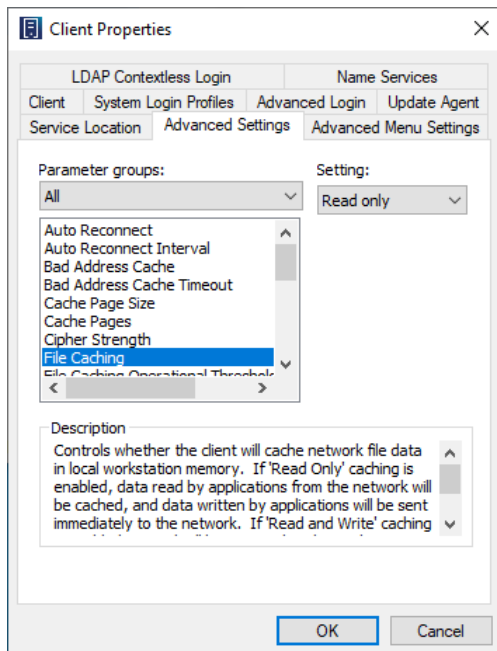 Client Properties
LDAP Contextless Login Name Services
Client System Login Profiles Advanced Login Update Agent
Service Location Advanced Settings Advanced Menu Settings
Parameter groups: Setting:
All Read only
Auto Reconnect
Auto Reconnect Interval
Bad Address Cache
Bad Address Cache Timeout
Cache Page Size
Cache Pages
Cipher Strength
File Caching
File Caching Operational
Description
Controls whether the client will cache network file data
in local workstation memory. If 'Read Only' caching is
enabled, data read by applications from the network will
be cached, and data written by applications will be sent
immediately to the network. If 'Read and Write' caching
OK Cancel